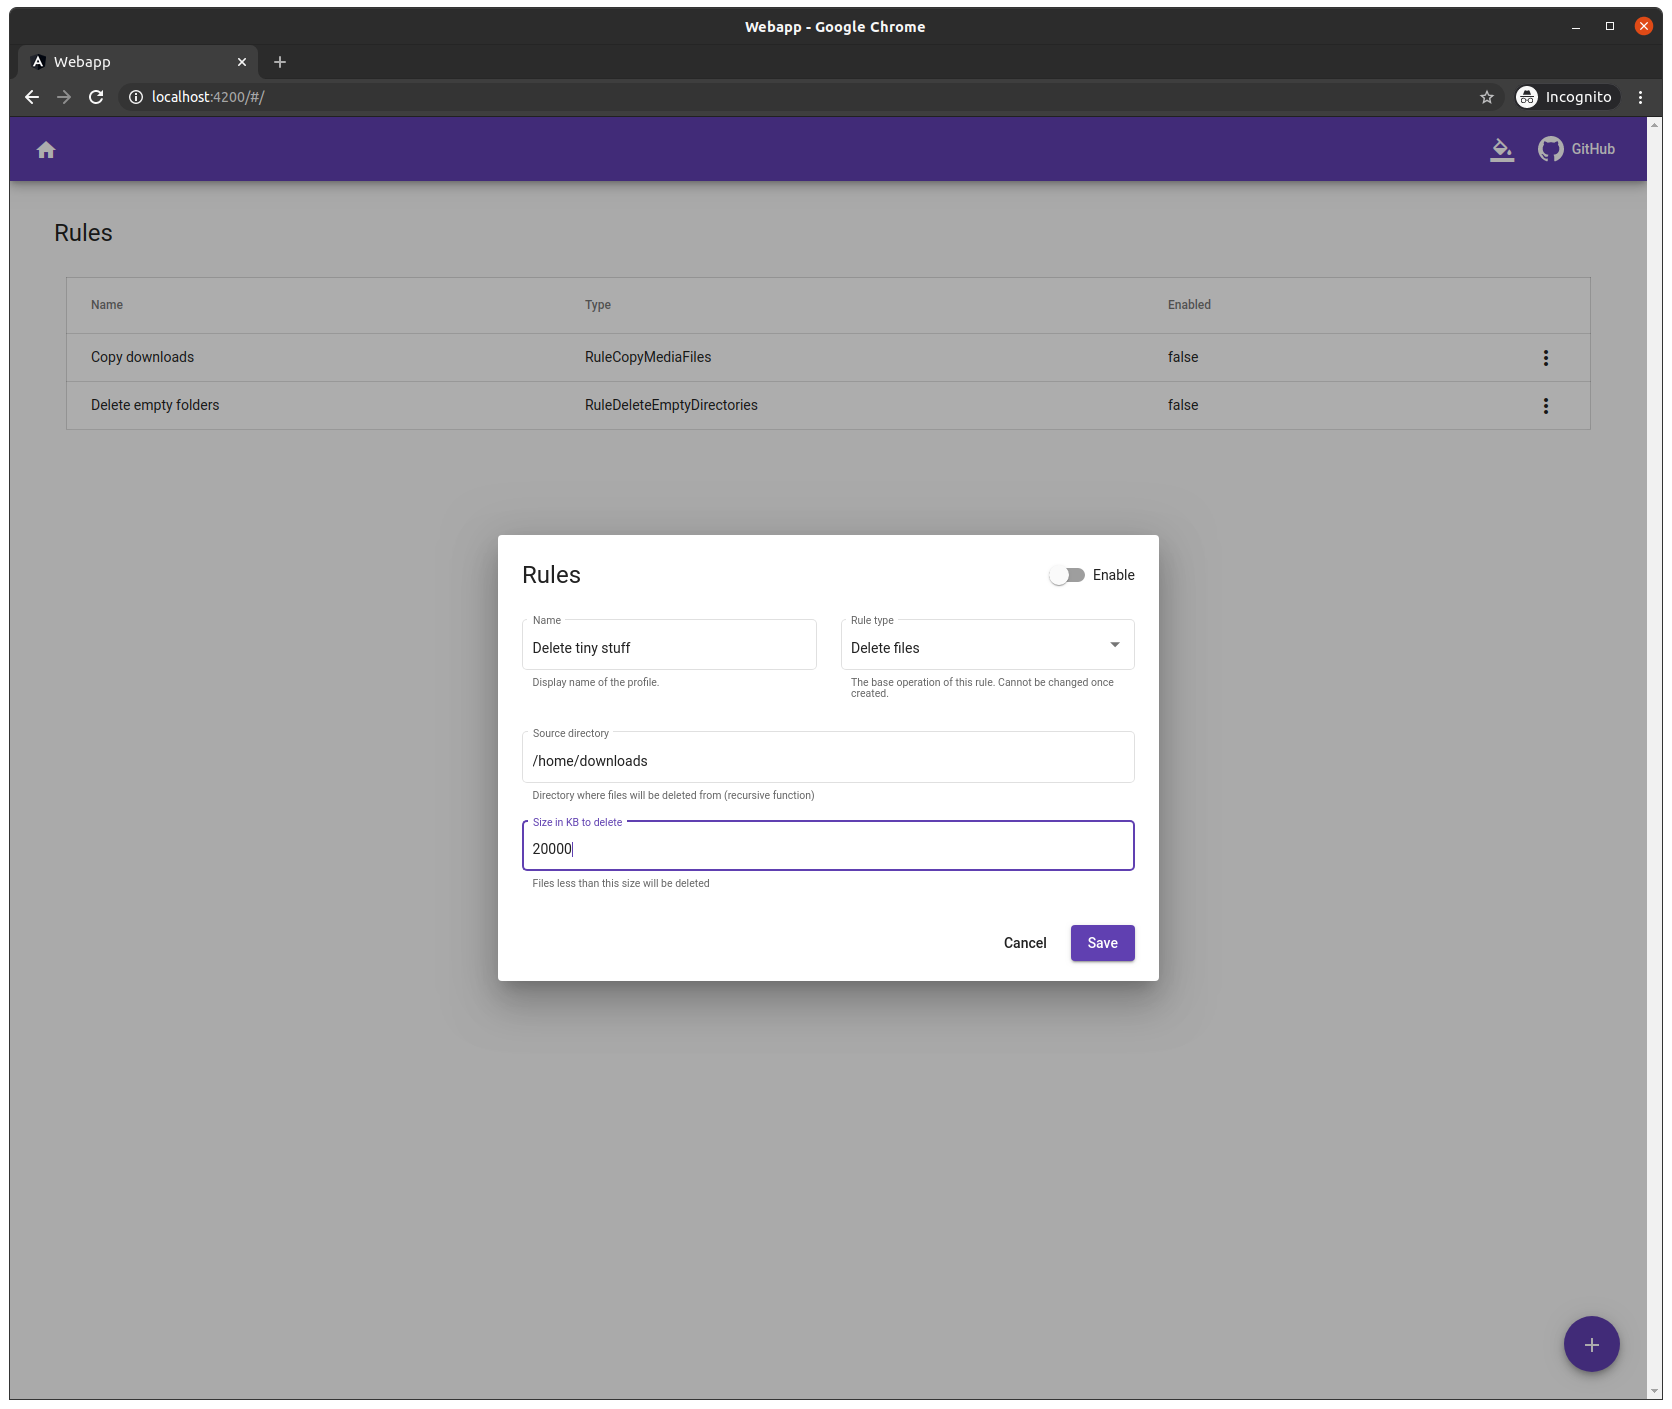 Webapp - Google Chrome
Webapp
localhost:4200/#/
Incognito
GitHub
Rules
Name Type Enabled
Copy downloads RuleCopyMediaFiles false
Delete empty folders RuleDeleteEmptyDirectories false
Rules
Enable
Name
Delete tiny stuff
Display name of the profile.
Rule type
Delete files
The base operation of this rule. Cannot be changed once
created.
Source directory
/home/downloads
Directory where files will be deleted from (recursive function)
Size in KB to delete
20000
Files less than this size will be deleted
Cancel
Save